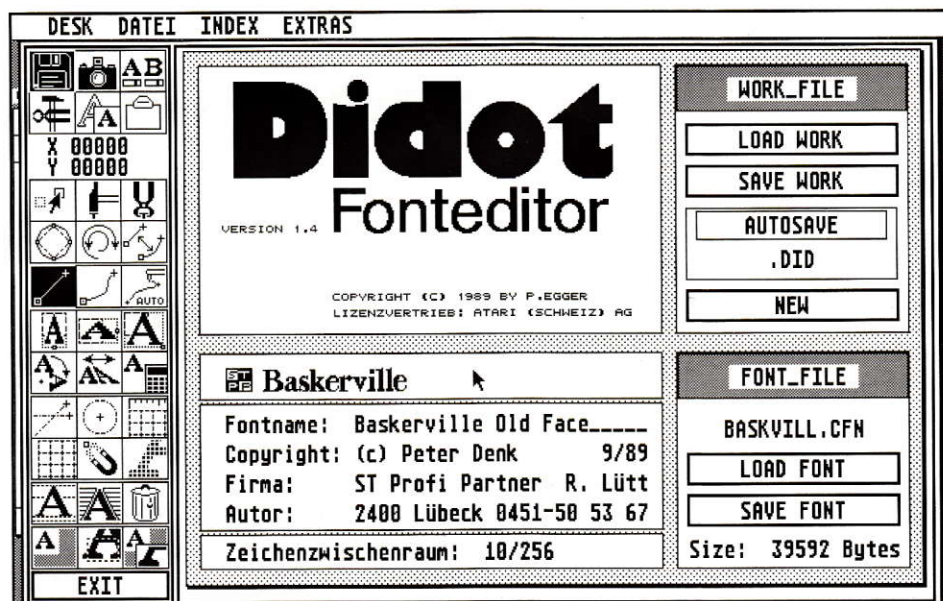 DESK DATEI INDEX EXTRAS
AB
AA
X 00000
Y 00000
AUTO
A
A
A
A
A
A
A
A
A
A
EXIT
Didot
Fonteditor
VERSION 1.4
COPYRIGHT (C) 1989 BY P.EGGER
LIZENZVERTRIEB: ATARI (SCHWEIZ) AG
WORK_FILE
LOAD WORK
SAVE WORK
AUTOSAVE
.DID
NEW
STPP Baskerville
Fontname: Baskerville Old Face_____
Copyright: (c) Peter Denk 9/89
Firma: ST Profi Partner R. Lütt
Autor: 2400 Lübeck 0451-50 53 67
Zeichenzwischenraum: 10/256
FONT_FILE
BASKVILL.CFN
LOAD FONT
SAVE FONT
Size: 39592 Bytes